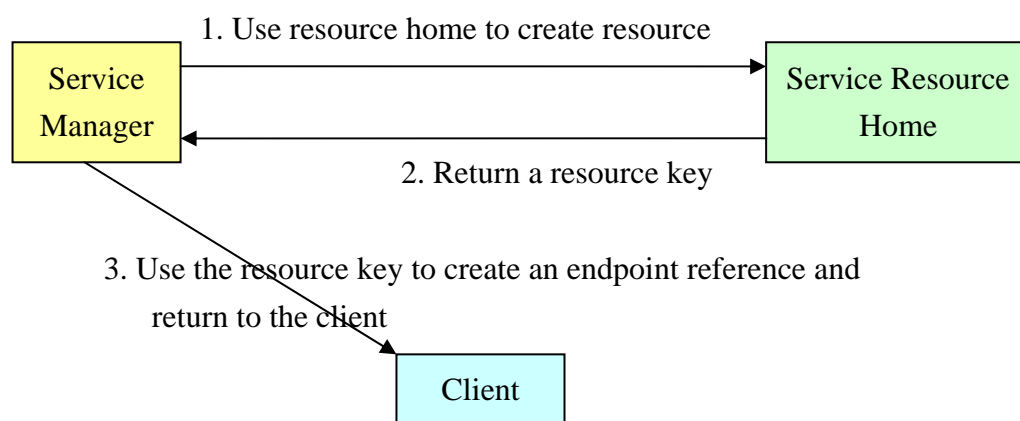 1. Use resource home to create resource
Service
Manager
Service Resource
Home
2. Return a resource key
3. Use the resource key to create an endpoint reference and
return to the client
Client